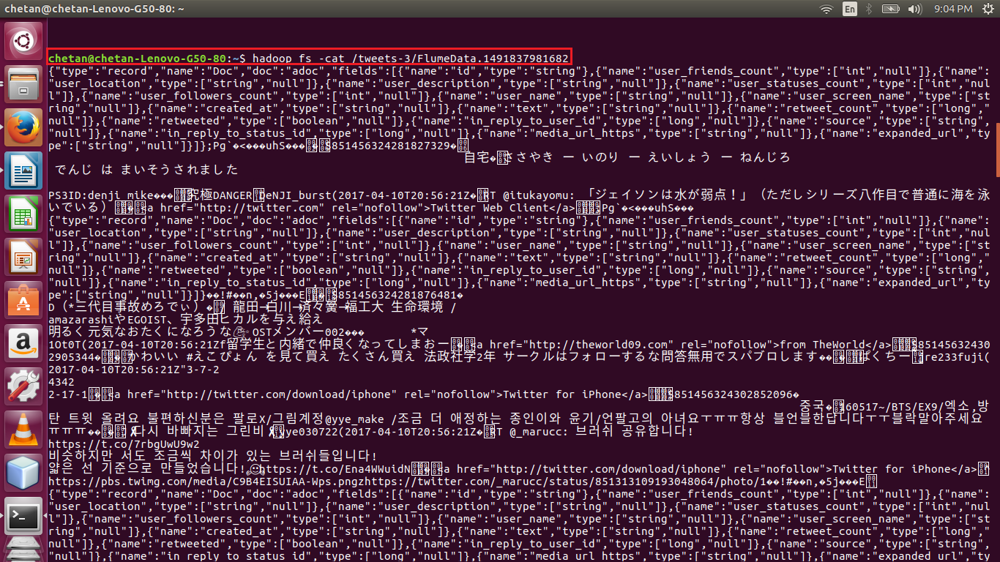 chetan@chetan-Lenovo-G50-80: ~
En
9:04 PM
chetan@chetan-Lenovo-G50-80:~$ hadoop fs -cat /tweets-3/FlumeData.1491837981682
{"type":"record","name":"Doc","doc":"adoc","fields":[{"name":"id","type":"string"},{"name":"user_friends_count","type":["int","null"]},{"name":
"user_location","type":["string","null"]},{"name":"user_description","type":["string","null"]},{"name":"user_statuses_count","type":["int","nul
l"]},{"name":"user_followers_count","type":["int","null"]},{"name":"user_name","type":["string","null"]},{"name":"user_screen_name","type":["st
ring","null"]},{"name":"created_at","type":["string","null"]},{"name":"text","type":["string","null"]},{"name":"retweet_count","type":["long",
"null"]},{"name":"retweeted","type":["boolean","null"]},{"name":"in_reply_to_user_id","type":["long","null"]},{"name":"source","type":["string",
"null"]},{"name":"in_reply_to_status_id","type":["long","null"]},{"name":"media_url_https","type":["string","null"]},{"name":"expanded_url","ty
pe":["string","null"]}]};Pg`�<���uhS���851456324281827329�
自宅�ささやき ー いのり ー えいしょう ー ねんじろ
でんじ は まいそうされました
PS3ID:denji_mike���究極DANGER DeNJI_burst(2017-04-10T20:56:21Z�RT @itukayomu: 「ジェイソンは水が弱点！」（ただしシリーズ八作目で普通に海を泳
いでいる）<a href="http://twitter.com" rel="nofollow">Twitter Web Client</a>;Pg`�<���uhS���
{"type":"record","name":"Doc","doc":"adoc","fields":[{"name":"id","type":"string"},{"name":"user_friends_count","type":["int","null"]},{"name":
"user_location","type":["string","null"]},{"name":"user_description","type":["string","null"]},{"name":"user_statuses_count","type":["int","nul
l"]},{"name":"user_followers_count","type":["int","null"]},{"name":"user_name","type":["string","null"]},{"name":"user_screen_name","type":["st
ring","null"]},{"name":"created_at","type":["string","null"]},{"name":"text","type":["string","null"]},{"name":"retweet_count","type":["long",
"null"]},{"name":"retweeted","type":["boolean","null"]},{"name":"in_reply_to_user_id","type":["long","null"]},{"name":"source","type":["string",
"null"]},{"name":"in_reply_to_status_id","type":["long","null"]},{"name":"media_url_https","type":["string","null"]},{"name":"expanded_url","ty
pe":["string","null"]}]}��!#��n,�5j���E851456324281876481�
D（*三代目事故めろでぃ）� 龍田→白川→済々黌→福工大 生命環境 /
amazarashiやEGOIST、宇多田ヒカルを与え給え
明るく元気なおたくになろうな OSTメンバー002��� *マ
1Ot0T(2017-04-10T20:56:21Zf留学生と内緒で仲良くなってしまおー<a href="http://theworld09.com" rel="nofollow">from TheWorld</a>85145632430
2905344�かわいい #えこぴょん を見て買え たくさん買え 法政社学2年 サークルはフォローするな問答無用でスパブロします��ぱくちーre233fuji(
2017-04-10T20:56:21Z"3-7-2
4342
2-17-1<a href="http://twitter.com/download/iphone" rel="nofollow">Twitter for iPhone</a>851456324302852096�
중국�160517~/BTS/EX9/엑소,방
탄 트윗 올려요 불편하신분은 팔로X/그림계정@yye_make /조금 더 애정하는 종인이와 윤기/언팔고의 아녀요ㅜㅠㅠ항상 블언블한답니다ㅜㅜ블락말아주세요
ㅠㅠㅠ��다시 바빠지는 그린비yye030722(2017-04-10T20:56:21Z�RT @_marucc: 브러쉬 공유합니다!
https://t.co/7rbgUwU9w2
비슷하지만 서도 조금씩 차이가 있는 브러쉬들입니다!
얇은 선 기준으로 만들었습니다!☺https://t.co/Ena4WWuidN<a href="http://twitter.com/download/iphone" rel="nofollow">Twitter for iPhone</a>
https://pbs.twimg.com/media/C9B4EISUIAA-Wps.pngzhttps://twitter.com/_marucc/status/851313109193048064/photo/1��!#��n,�5j���E
{"type":"record","name":"Doc","doc":"adoc","fields":[{"name":"id","type":"string"},{"name":"user_friends_count","type":["int","null"]},{"name":
"user_location","type":["string","null"]},{"name":"user_description","type":["string","null"]},{"name":"user_statuses_count","type":["int","nul
l"]},{"name":"user_followers_count","type":["int","null"]},{"name":"user_name","type":["string","null"]},{"name":"user_screen_name","type":["st
ring","null"]},{"name":"created_at","type":["string","null"]},{"name":"text","type":["string","null"]},{"name":"retweet_count","type":["long",
"null"]},{"name":"retweeted","type":["boolean","null"]},{"name":"in_reply_to_user_id","type":["long","null"]},{"name":"source","type":["string",
"null"]},{"name":"in_reply_to_status_id","type":["long","null"]},{"name":"media_url_https","type":["string","null"]},{"name":"expanded_url","ty